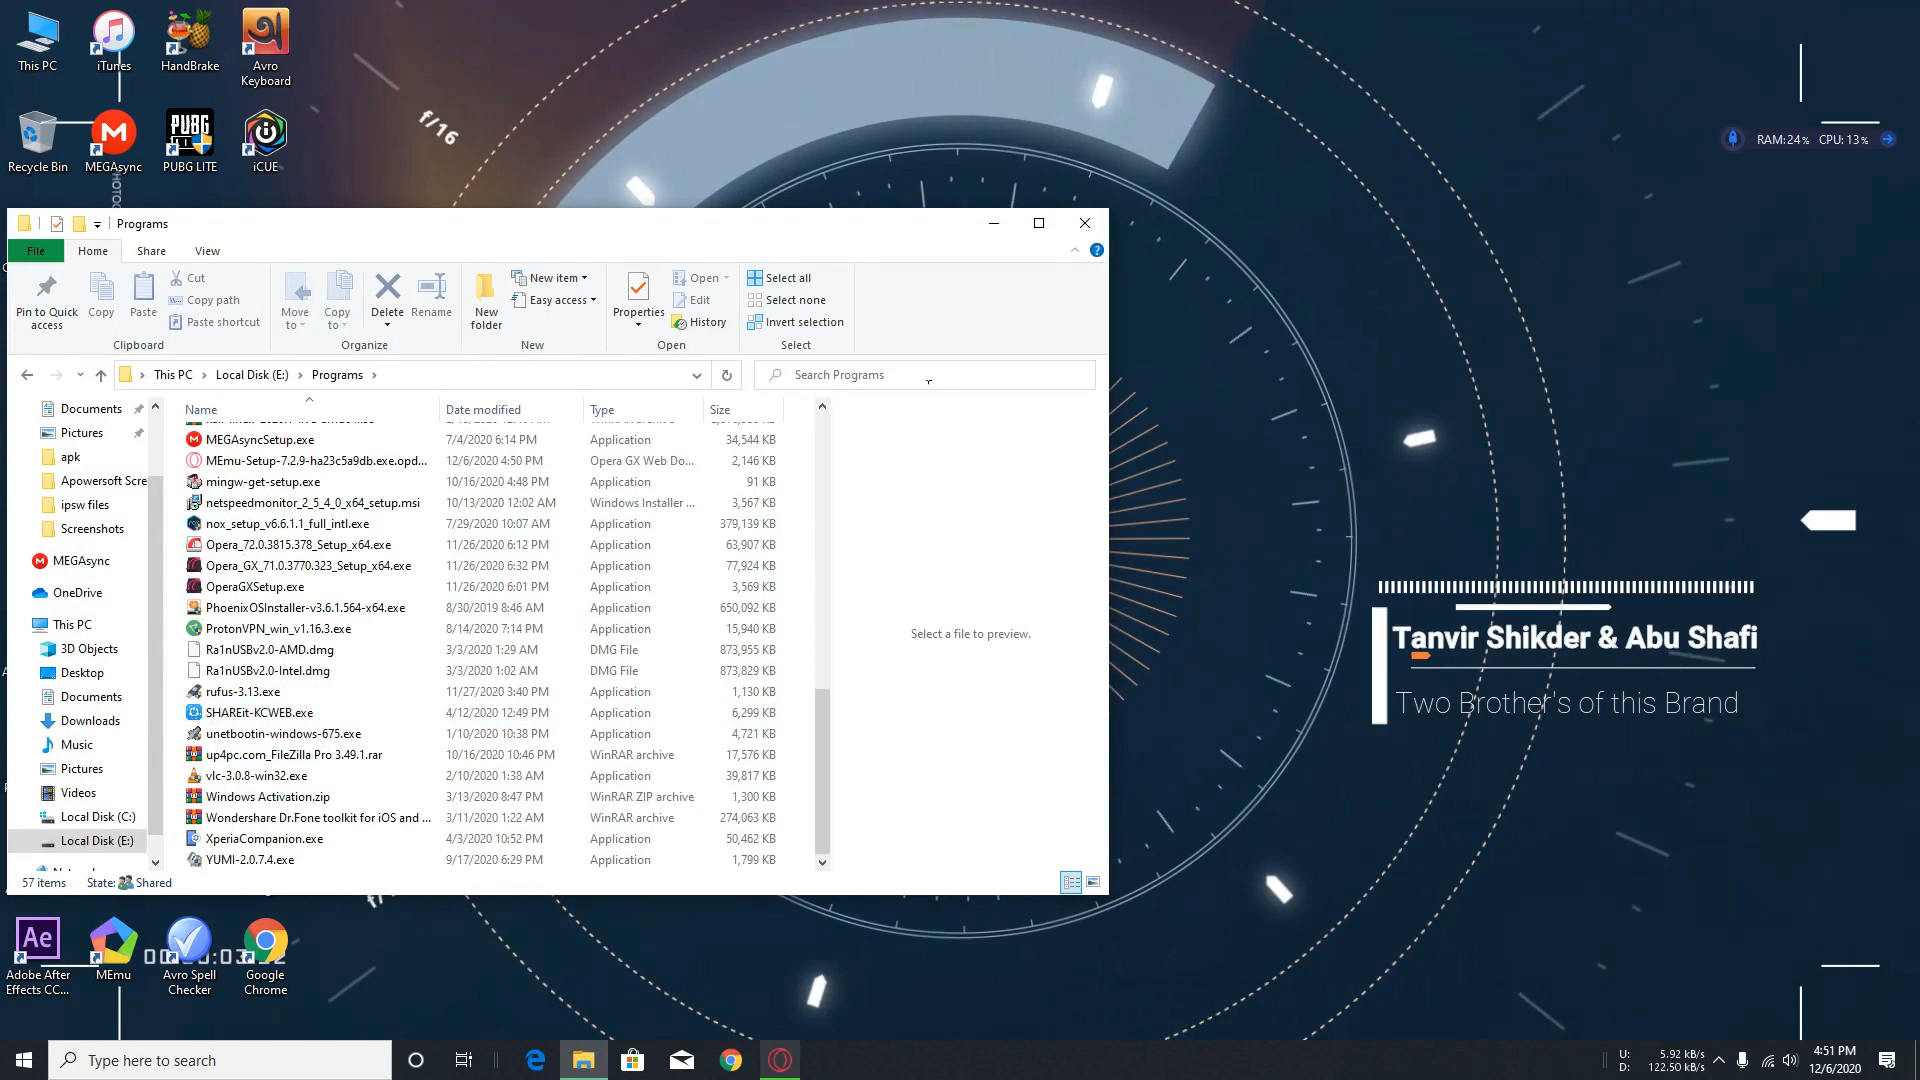 This PC
iTunes
HandBrake
Avro
Keyboard
Recycle Bin
MEGAsync
PUBG LITE
iCUE
f/16
RAM:24% CPU: 13%
Programs
File Home Share View
Pin to Quick
access
Copy
Paste
Cut
Copy path
Paste shortcut
Clipboard
Move
to
Copy
to
Delete
Rename
Organize
New
folder
New item
Easy access
New
Properties
Open
Edit
History
Open
Select all
Select none
Invert selection
Select
This PC > Local Disk (E:) > Programs >
Search Programs
Documents
Pictures
apk
Apowersoft Scre
ipsw files
Screenshots
MEGAsync
OneDrive
This PC
3D Objects
Desktop
Documents
Downloads
Music
Pictures
Videos
Local Disk (C:)
Local Disk (E:)
Name Date modified Type Size
MEGAsyncSetup.exe 7/4/2020 6:14 PM Application 34,544 KB
MEmu-Setup-7.2.9-ha23c5a9db.exe.opd... 12/6/2020 4:50 PM Opera GX Web Do... 2,146 KB
mingw-get-setup.exe 10/16/2020 4:48 PM Application 91 KB
netspeedmonitor_2_5_4_0_x64_setup.msi 10/13/2020 12:02 AM Windows Installer ... 3,567 KB
nox_setup_v6.6.1.1_full_intl.exe 7/29/2020 10:07 AM Application 379,139 KB
Opera_72.0.3815.378_Setup_x64.exe 11/26/2020 6:12 PM Application 63,907 KB
Opera_GX_71.0.3770.323_Setup_x64.exe 11/26/2020 6:32 PM Application 77,924 KB
OperaGXSetup.exe 11/26/2020 6:01 PM Application 3,569 KB
PhoenixOSInstaller-v3.6.1.564-x64.exe 8/30/2019 8:46 AM Application 650,092 KB
ProtonVPN_win_v1.16.3.exe 8/14/2020 7:14 PM Application 15,940 KB
Ra1nUSBv2.0-AMD.dmg 3/3/2020 1:29 AM DMG File 873,955 KB
Ra1nUSBv2.0-Intel.dmg 3/3/2020 1:02 AM DMG File 873,829 KB
rufus-3.13.exe 11/27/2020 3:40 PM Application 1,130 KB
SHAREit-KCWEB.exe 4/12/2020 12:49 PM Application 6,299 KB
unetbootin-windows-675.exe 1/10/2020 10:38 PM Application 4,721 KB
up4pc.com_FileZilla Pro 3.49.1.rar 10/16/2020 10:46 PM WinRAR archive 17,576 KB
vlc-3.0.8-win32.exe 2/10/2020 1:38 AM Application 39,817 KB
Windows Activation.zip 3/13/2020 8:47 PM WinRAR ZIP archive 1,300 KB
Wondershare Dr.Fone toolkit for iOS and ... 3/11/2020 1:22 AM WinRAR archive 274,063 KB
XperiaCompanion.exe 4/3/2020 10:52 PM Application 50,462 KB
YUMI-2.0.7.4.exe 9/17/2020 6:29 PM Application 1,799 KB
Select a file to preview.
57 items State: Shared
Tanvir Shikder & Abu Shafi
Two Brother's of this Brand
Ae
Adobe After
Effects CC...
MEmu
Avro Spell
Checker
Google
Chrome
Type here to search
U: 5.92 kB/s
D: 122.50 kB/s
4:51 PM
12/6/2020